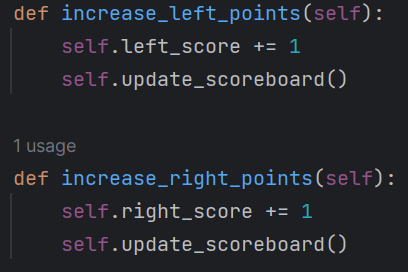 def increase_left_points(self):
    self.left_score += 1
    self.update_scoreboard()
1 usage
def increase_right_points(self):
    self.right_score += 1
    self.update_scoreboard()